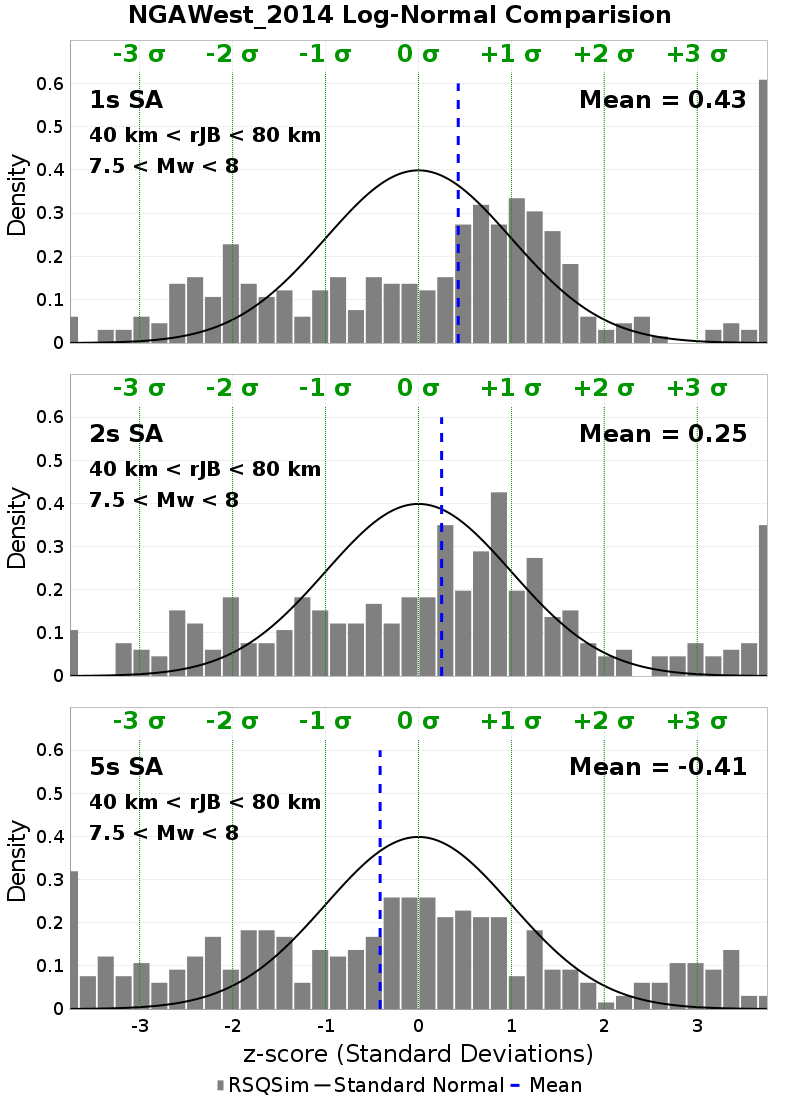 NGAWest_2014 Log-Normal Comparision
-3 σ -2 σ -1 σ 0 σ +1 σ +2 σ +3 σ
1s SA
Mean = 0.43
40 km < rJB < 80 km
7.5 < Mw < 8
Density
0.6
0.5
0.4
0.3
0.2
0.1
0
-3 σ -2 σ -1 σ 0 σ +1 σ +2 σ +3 σ
2s SA
Mean = 0.25
40 km < rJB < 80 km
7.5 < Mw < 8
Density
0.6
0.5
0.4
0.3
0.2
0.1
0
-3 σ -2 σ -1 σ 0 σ +1 σ +2 σ +3 σ
5s SA
Mean = -0.41
40 km < rJB < 80 km
7.5 < Mw < 8
Density
0.6
0.5
0.4
0.3
0.2
0.1
0
-3 -2 -1 0 1 2 3
z-score (Standard Deviations)
RSQSim Standard Normal Mean